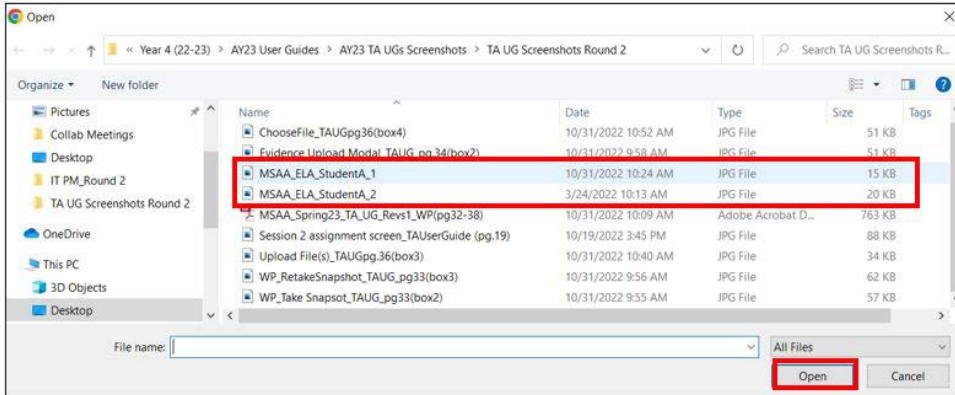 Open
« Year 4 (22-23) > AY23 User Guides > AY23 TA UGs Screenshots > TA UG Screenshots Round 2
Search TA UG Screenshots R...
Organize New folder
Pictures
Collab Meetings
Desktop
IT PM_Round 2
TA UG Screenshots Round 2
OneDrive
This PC
3D Objects
Desktop
Name Date Type Size Tags
ChooseFile_TAUGpg36(box4) 10/31/2022 10:52 AM JPG File 51 KB
Evidence Upload Modal_TAUG_pg.34(box2) 10/31/2022 9:58 AM JPG File 51 KB
MSAA_ELA_StudentA_1 10/31/2022 10:24 AM JPG File 15 KB
MSAA_ELA_StudentA_2 3/24/2022 10:13 AM JPG File 20 KB
MSAA_Spring23_TA_UG_Revs1_WP(pg32-38) 10/31/2022 10:09 AM Adobe Acrobat D... 763 KB
Session 2 assignment screen_TAUserGuide (pg.19) 10/19/2022 3:45 PM JPG File 88 KB
Upload File(s)_TAUGpg.36(box3) 10/31/2022 10:40 AM JPG File 34 KB
WP_RetakeSnapshot_TAUG_pg33(box3) 10/31/2022 9:56 AM JPG File 62 KB
WP_Take Snapsot_TAUG_pg33(box2) 10/31/2022 9:55 AM JPG File 57 KB
File name: All Files
Open Cancel